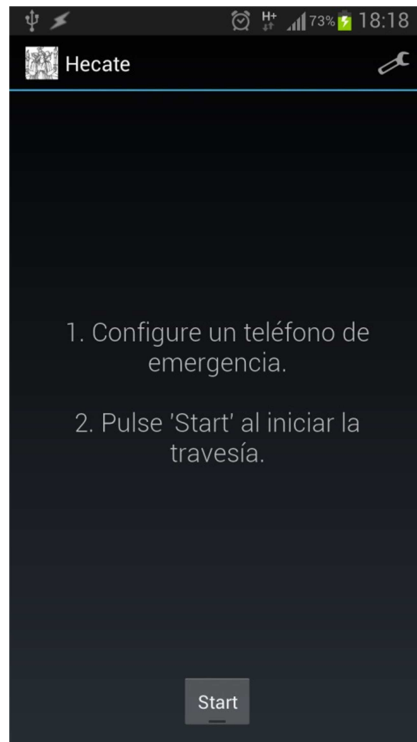 H+ 73% 18:18
Hecate
1. Configure un teléfono de
emergencia.
2. Pulse 'Start' al iniciar la
travesía.
Start